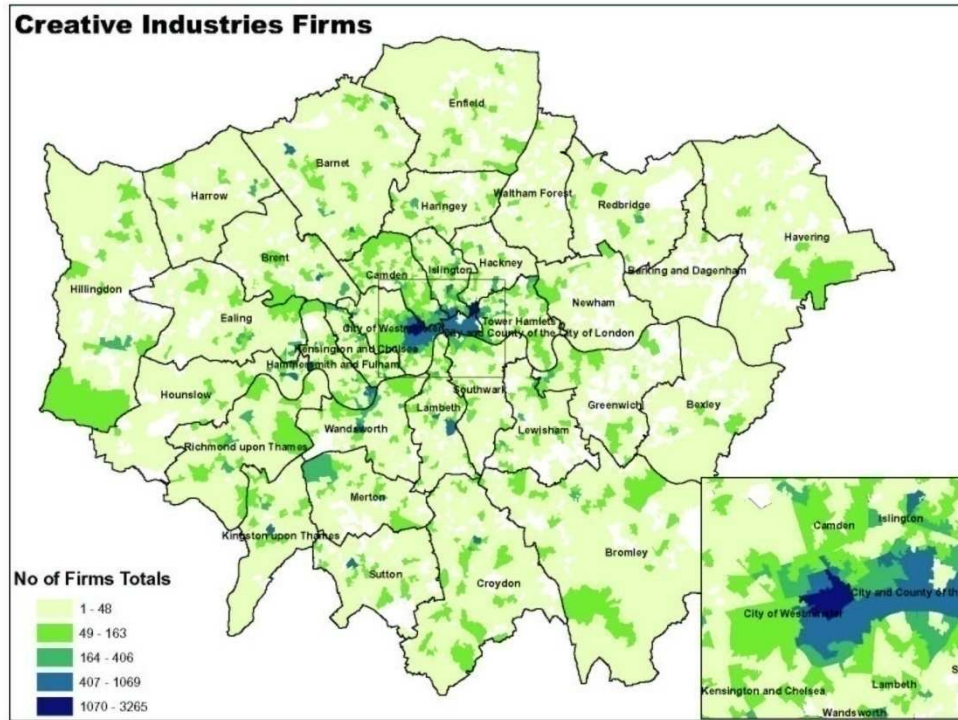 Creative Industries Firms
Enfield
Barnet
Harrow
Haringey
Waltham Forest
Redbridge
Havering
Brent
Camden
Islington
Hackney
Barking and Dagenham
Hillingdon
Ealing
Newham
City of Westminster
Tower Hamlets
City and County of the City of London
Kensington and Chelsea
Hammersmith and Fulham
Hounslow
Southwark
Lambeth
Greenwich
Bexley
Wandsworth
Lewisham
Richmond upon Thames
Merton
Kingston upon Thames
Bromley
Sutton
Croydon
No of Firms Totals
1 - 48
49 - 163
164 - 406
407 - 1069
1070 - 3265
Camden
Islington
City and County of the
City of Westminster
S
Kensington and Chelsea
Lambeth
Wandsworth